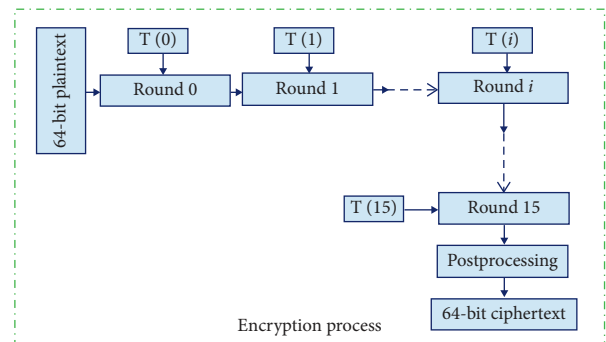 64-bit plaintext
T (0)
T (1)
T (i)
Round 0
Round 1
Round i
T (15)
Round 15
Postprocessing
64-bit ciphertext
Encryption process